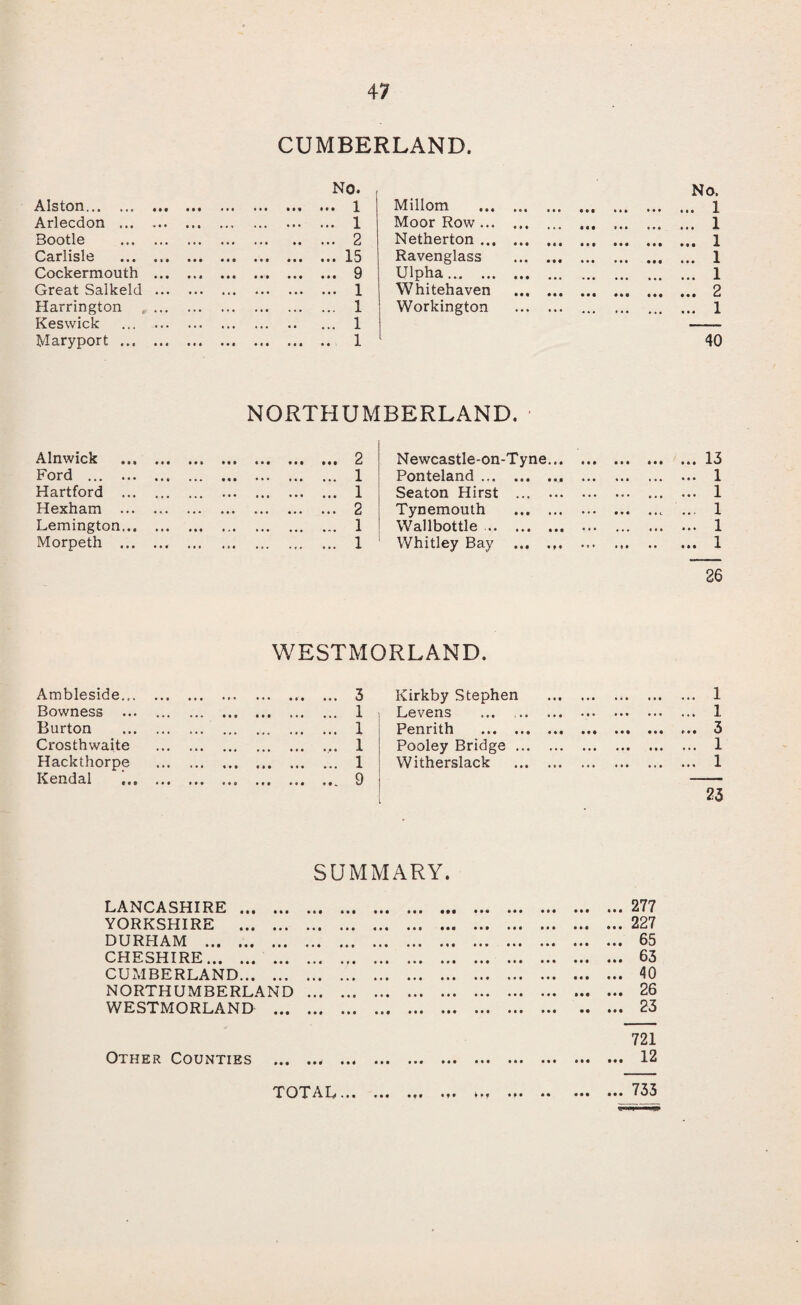 47
CUMBERLAND.
No.
Alston... ... ... ... ... ... ... ... 1
Arlecdon ... ... ... ... ... ... ... 1
Bootle ... ... ... ... ... .. ... 2
Carlisle ... ... ... ... ... ... ... 15
Cockermouth ... ... ... ... ... ... 9
Great Salkeld ... ... ... ... ... ... 1
Harrington ... ... ... ... ... ... 1
Keswick ... ... ... ... ... .. ... 1
Maryport ... ... ... ... ... ... .. 1
No.
Millom ... ... ... ... ... ... ... 1
Moor Row ... ... ... ... ... ... ... 1
Netherton ... ... ... ... ... ... ... 1
Ravenglass ... ... ... ... ... ... 1
Ulpha ... ... ... ... ... ... ... ... 1
Whitehaven ... ... ... ... ... ... 2
Workington ... ... ... ... ... ... 1
40
NORTHUMBERLAND.
Alnwick ... ... ... ... ... ... ... 2
Ford ... ... ... ... ... ... ... ... 1
Hartford ... ... ... ... ... ... ... 1
Hexham ... ... ... ... ... ... ... 2
Lemington... ... ... ... ... ... ... 1
Morpeth ... ... ... ... ... ... ... 1
Newcastle-on-Tyne... ... ... ... ... 13
Ponteland ... ... ... ... ... ... ... 1
Seaton Hirst ... ... ... ... ... ... 1
Tynemouth ... ... ... ... ... ... 1
Wallbottle .. ... ... ... ... ... ... 1
Whitley Bay ... ... ... ... .. ... 1
26
WESTMORLAND.
Ambleside... ... ... ... ... ... ... 3
Bowness ... ... ... ... ... ... ... 1
Burton ... ... ... ... ... ... ... 1
Crosthwaite ... ... ... ... ... ... 1
Hackthorpe ... ... ... ... ... ... 1
Kendal ... ... ... ... ... ... ... 9
Kirkby Stephen ... ... ... ... ... 1
Levens ... ... ... ... ... ... ... 1
Penrith ... ... ... ... ... ... ... 3
Pooley Bridge ... ... ... ... ... ... 1
Witherslack ... ... ... ... ... ... 1
23
SUMMARY.
LANCASHIRE ... ... ... ... ... ... ... ... ... ... ... ... 277
YORKSHIRE ... ... ... ... ... ... ... ... ... ... ... ... 227
DURHAM ... ... ... ... ... ... ... ... ... ... ... ... ... 65
CHESHIRE... ... ... ... ... ... ... ... ... ... ... ... ... 63
CUMBERLAND... ... ... ... ... ... ... ... ... ... ... ... 40
NORTHUMBERLAND ... ... ... ... ... ... ... ... ... ... 26
WESTMORLAND ... ... ... ... ... ... ... ... ... .. ... 23
721
OTHER COUNTIES ... ... ... ... ... ... ... ... ... ... ... 12
TOTAL... ... ... ... ... ... .. ... ... 733